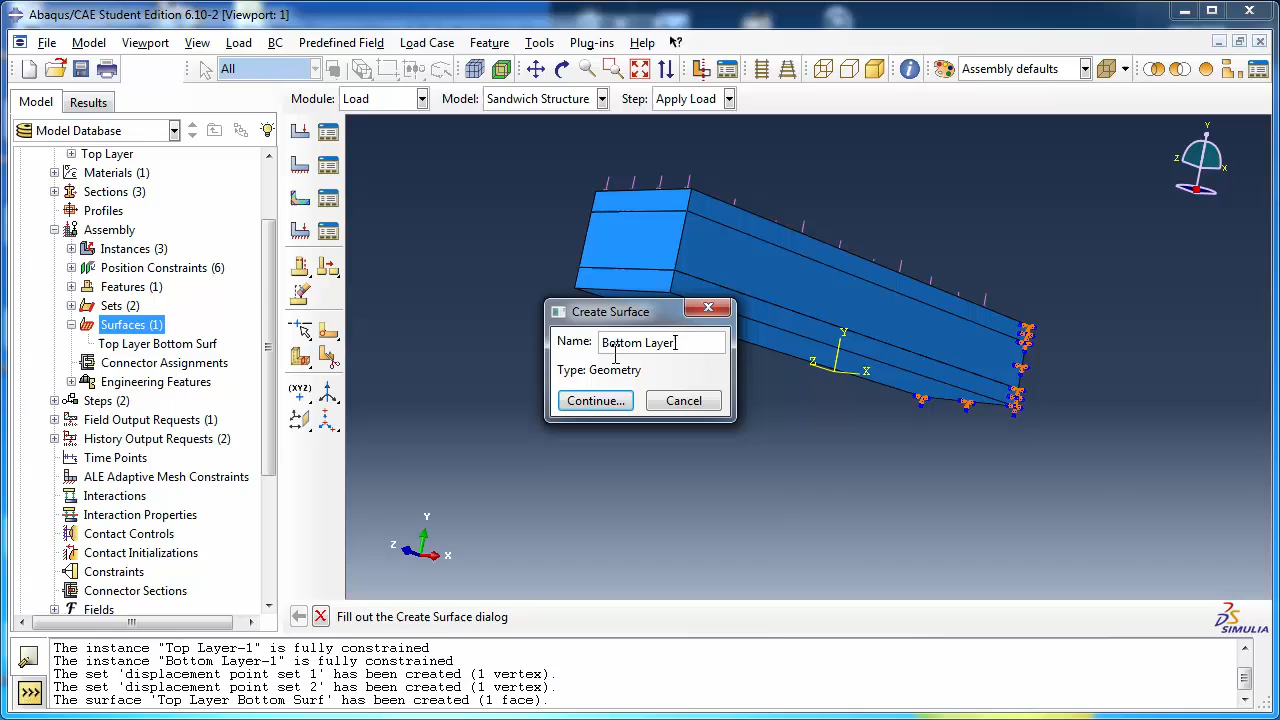 Abaqus/CAE Student Edition 6.10-2 [Viewport: 1]
File Model Viewport View Load BC Predefined Field Load Case Feature Tools Plug-ins Help
All
Assembly defaults
Model Results
Module: Load Model: Sandwich Structure Step: Apply Load
Model Database
Top Layer
Materials (1)
Sections (3)
Profiles
Assembly
Instances (3)
Position Constraints (6)
Features (1)
Sets (2)
Surfaces (1)
Top Layer Bottom Surf
Connector Assignments
Engineering Features
Steps (2)
Field Output Requests (1)
History Output Requests (2)
Time Points
ALE Adaptive Mesh Constraints
Interactions
Interaction Properties
Contact Controls
Contact Initializations
Constraints
Connector Sections
Fields
(XYZ)
Y
Z
X
Create Surface
Name: Bottom Layer
Type: Geometry
Continue... Cancel
Y
Z
X
Y
Z
X
Fill out the Create Surface dialog
SIMULIA
The instance "Top Layer-1" is fully constrained
The instance "Bottom Layer-1" is fully constrained
The set 'displacement point set 1' has been created (1 vertex).
The set 'displacement point set 2' has been created (1 vertex).
The surface 'Top Layer Bottom Surf' has been created (1 face).
>>>